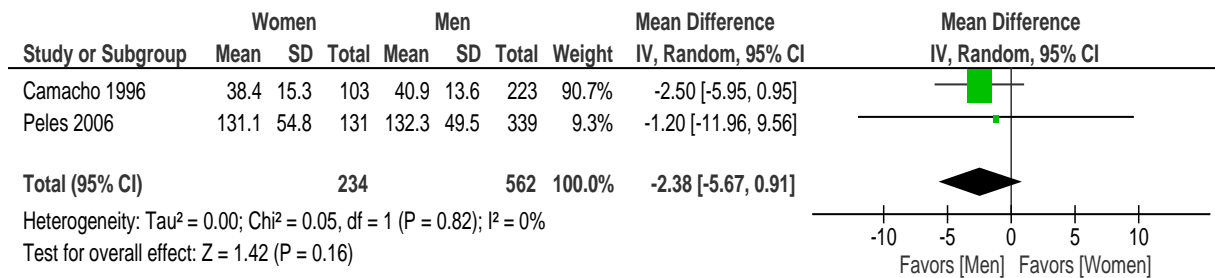 Women Men Mean Difference Mean Difference
Study or Subgroup Mean SD Total Mean SD Total Weight IV, Random, 95% CI IV, Random, 95% CI
Camacho 1996 38.4 15.3 103 40.9 13.6 223 90.7% -2.50 [-5.95, 0.95]
Peles 2006 131.1 54.8 131 132.3 49.5 339 9.3% -1.20 [-11.96, 9.56]
Total (95% CI) 234 562 100.0% -2.38 [-5.67, 0.91]
Heterogeneity: Tau² = 0.00; Chi² = 0.05, df = 1 (P = 0.82); I² = 0%
Test for overall effect: Z = 1.42 (P = 0.16)
-10 -5 0 5 10
Favors [Men] Favors [Women]